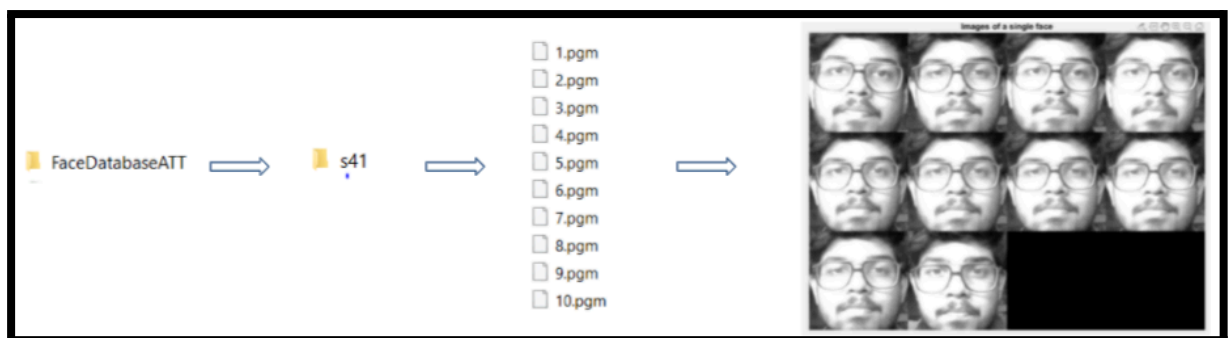 FaceDatabaseATT
s41
1.pgm
2.pgm
3.pgm
4.pgm
5.pgm
6.pgm
7.pgm
8.pgm
9.pgm
10.pgm
Images of a single face